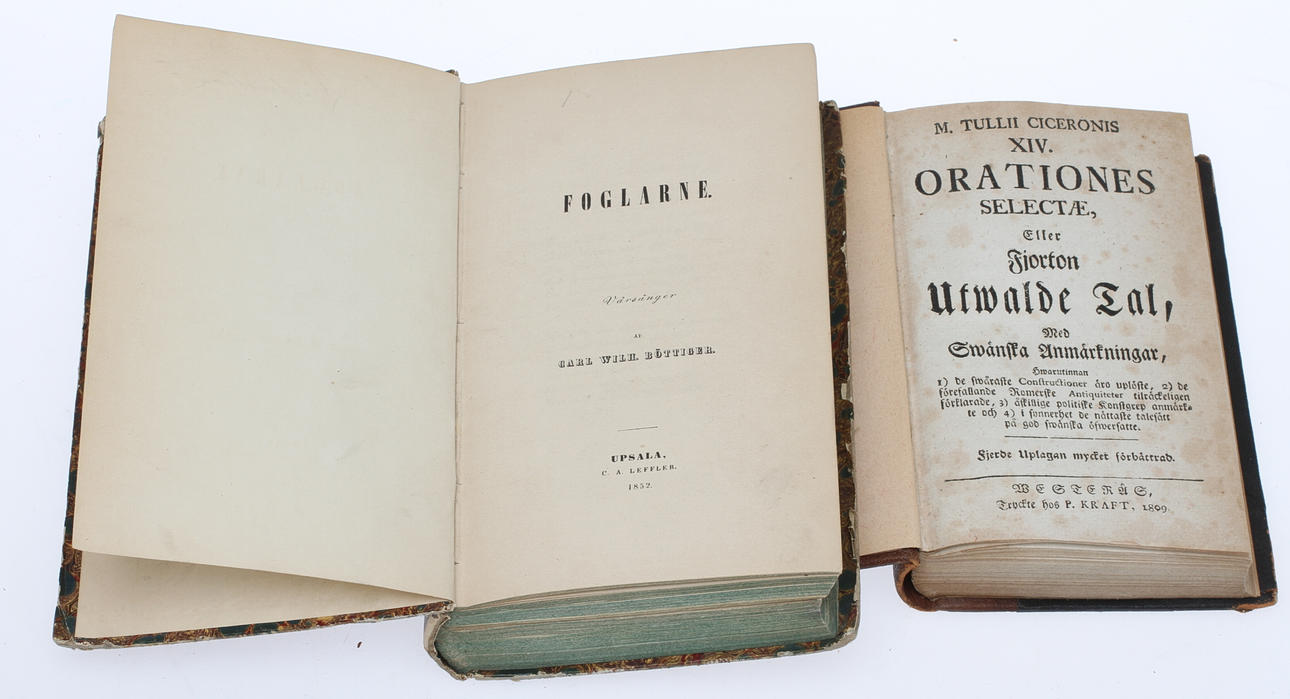 FOGLARNE.
Vårsånger
AF
CARL WILH. BÖTTIGER.
UPSALA,
C. A. LEFFLER.
1852.
M. TULLII CICERONIS
XIV.
ORATIONES
SELECTÆ,
Eller
Fjorton
Utwalde Tal,
Med
Swänska Anmärkningar,
Hwarutinnan
1) de swåraste Constructioner äro uplöste, 2) de
förefallande Romerske Antiquiteter tilräckeligen
förklarade, 3) åtskillige politiske Konstgrep anmärk-
te och 4) i synnerhet de nättaste talesätt
på god swänska öfwersatte.
Fjerde Uplagan mycket förbättrad.
WESTERÅS,
Tryckte hos P. KRAFT, 1809.